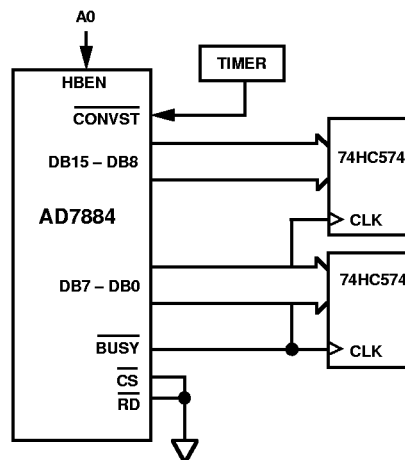 A0
TIMER
HBEN
CONVST
DB15 – DB8
74HC574
AD7884
CLK
74HC574
DB7 – DB0
BUSY
CLK
CS
RD